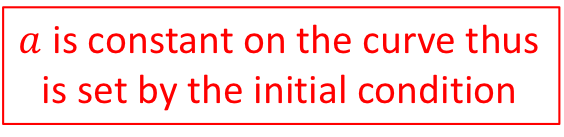 𝑎 is constant on the curve thus
is set by the initial condition